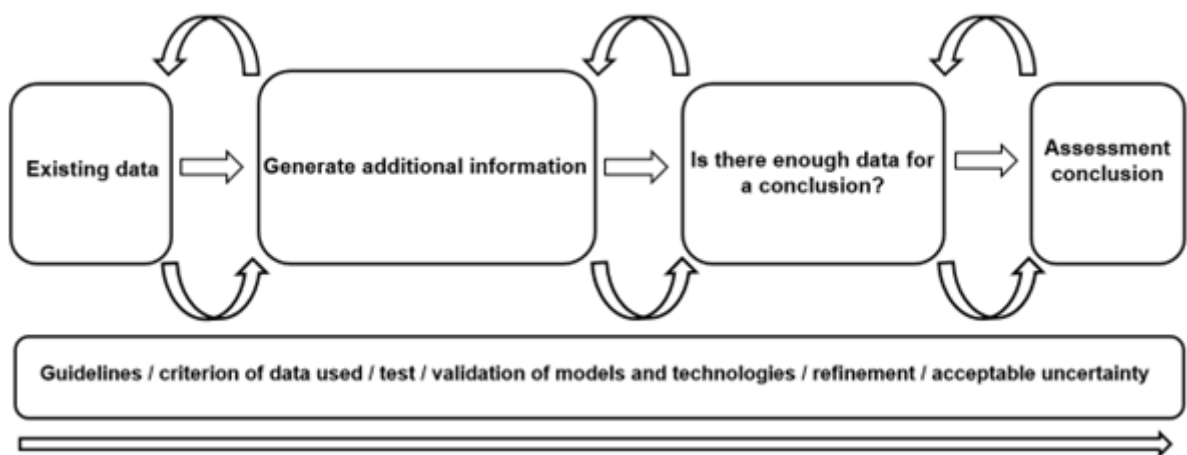 Existing data
Generate additional information
Is there enough data for
a conclusion?
Assessment
conclusion
Guidelines / criterion of data used / test / validation of models and technologies / refinement / acceptable uncertainty